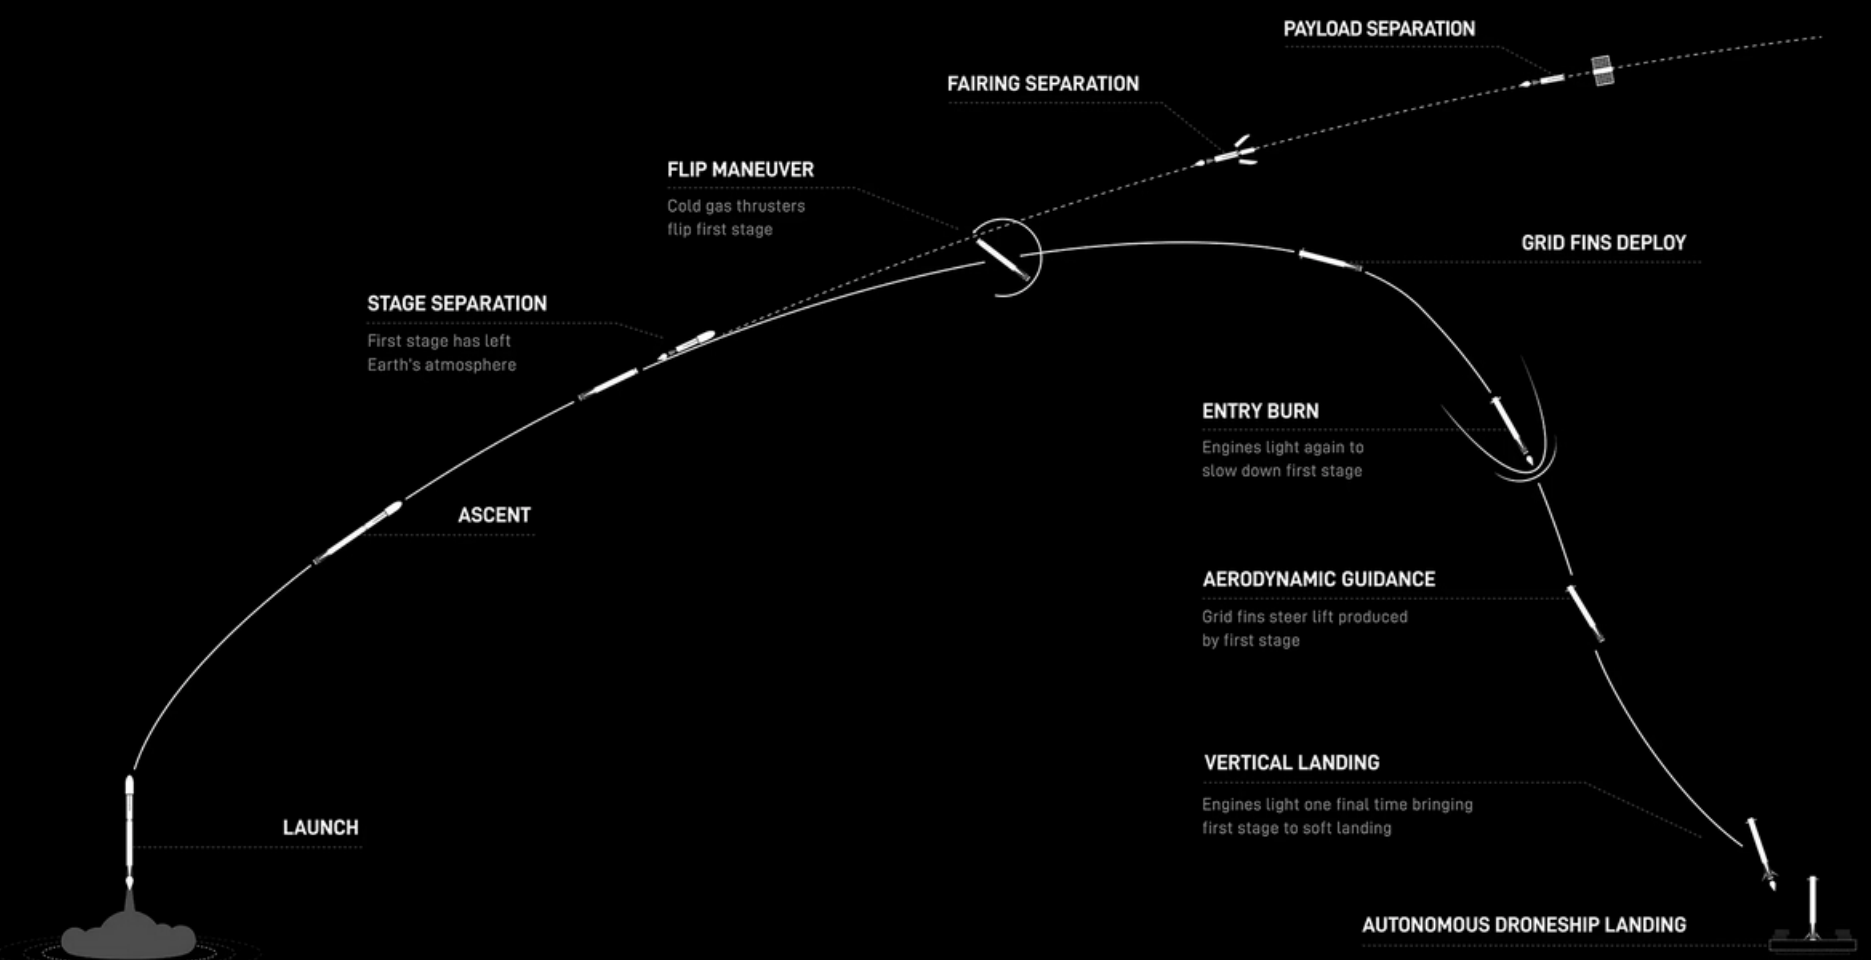 PAYLOAD SEPARATION
FAIRING SEPARATION
FLIP MANEUVER
Cold gas thrusters
flip first stage
GRID FINS DEPLOY
STAGE SEPARATION
First stage has left
Earth's atmosphere
ENTRY BURN
Engines light again to
slow down first stage
ASCENT
AERODYNAMIC GUIDANCE
Grid fins steer lift produced
by first stage
VERTICAL LANDING
Engines light one final time bringing
first stage to soft landing
LAUNCH
AUTONOMOUS DRONESHIP LANDING